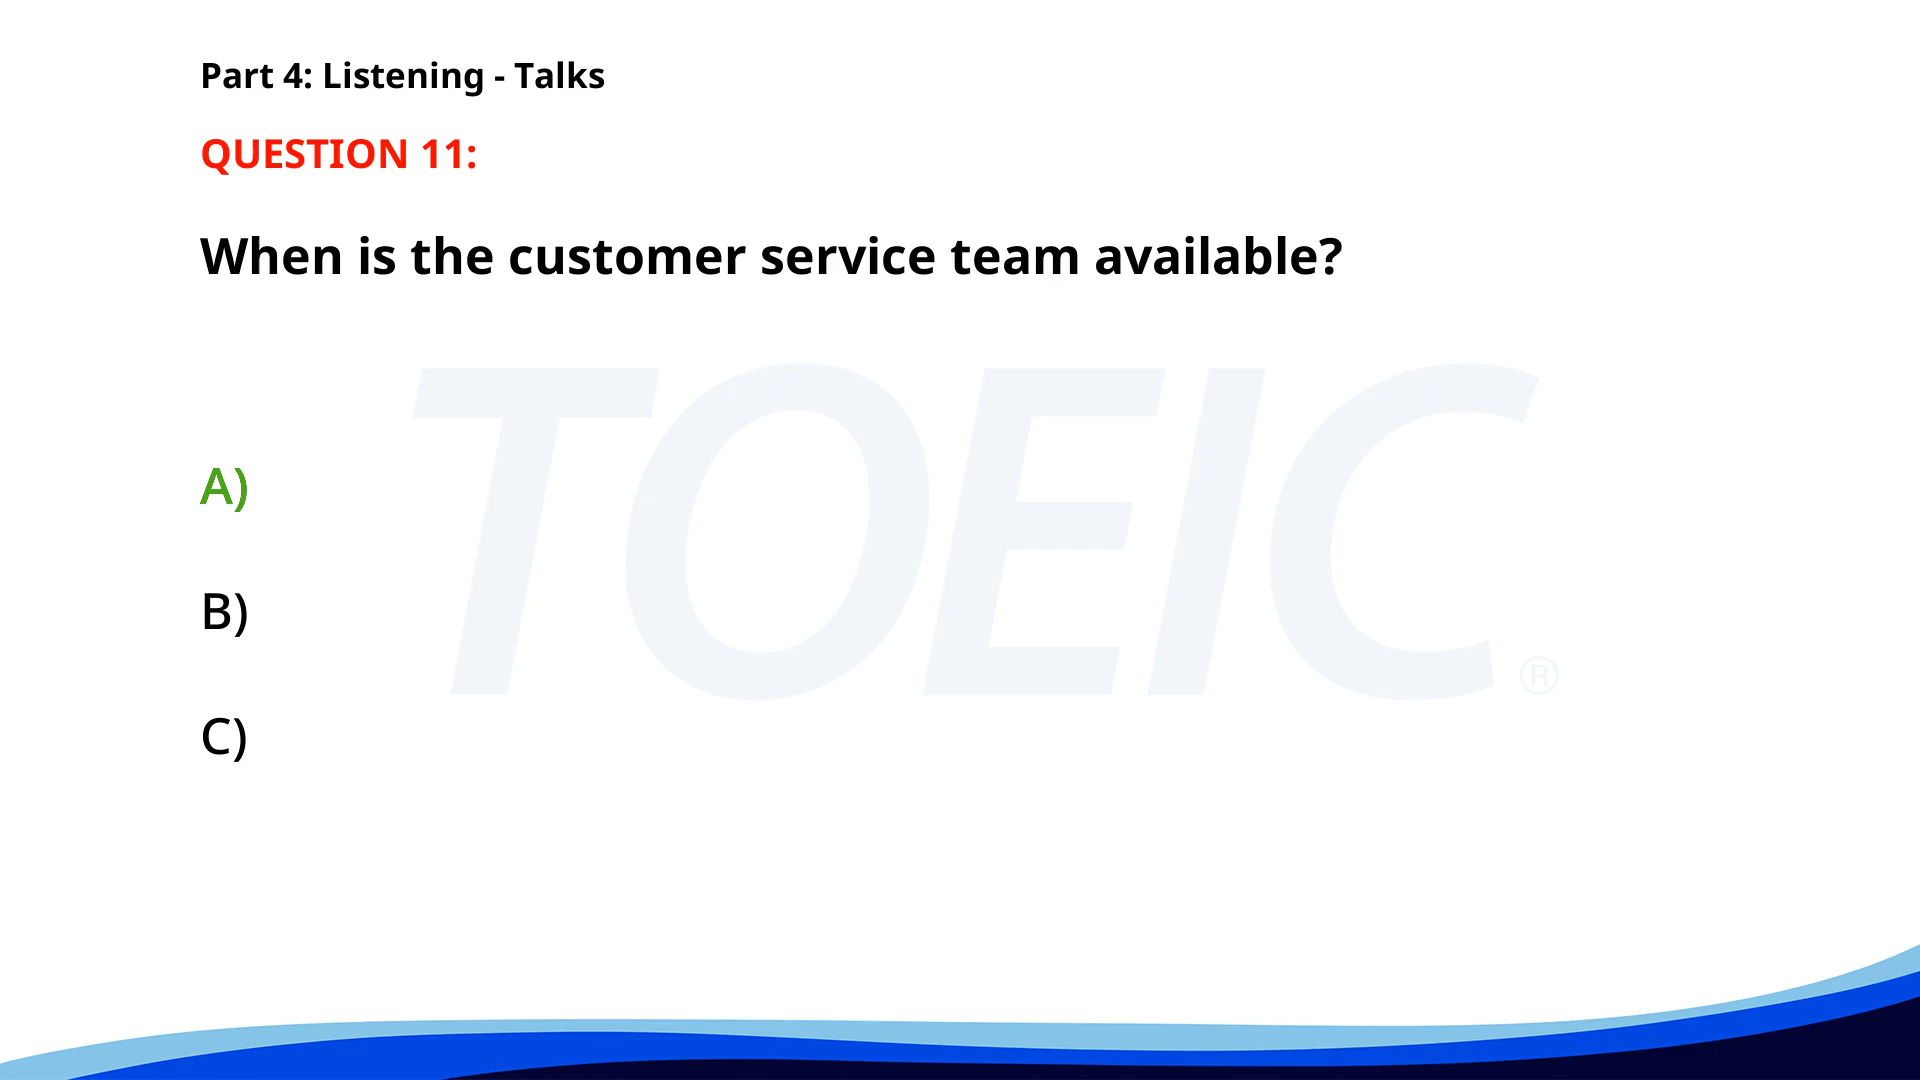 Part 4: Listening - Talks
QUESTION 11:
When is the customer service team available?
TOEIC®
A)
B)
C)